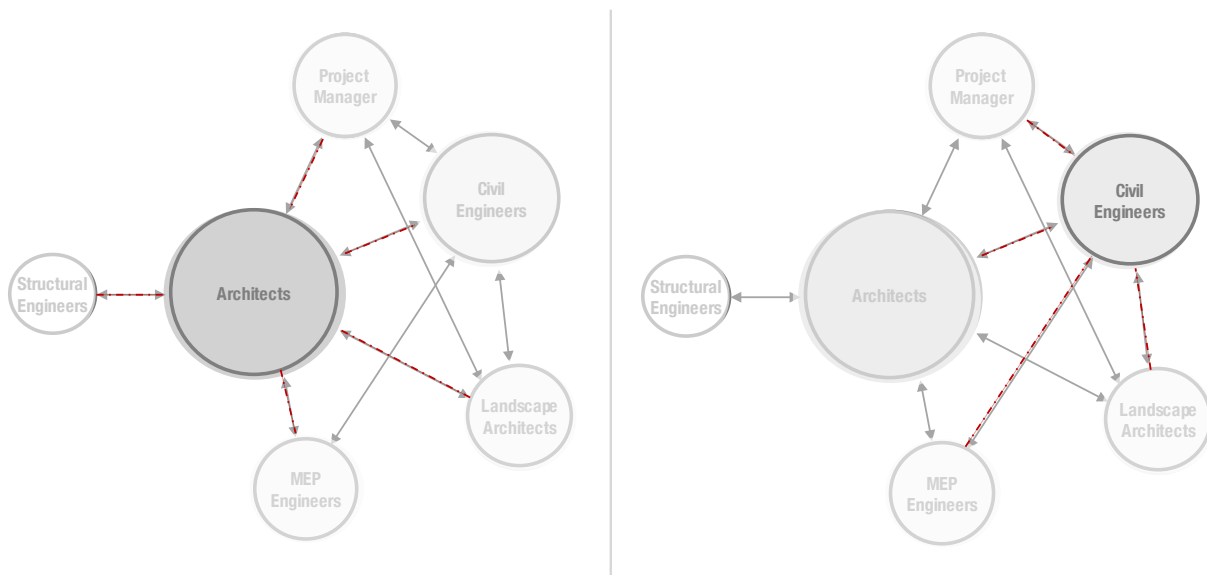 Project
Manager
Civil
Engineers
Structural
Engineers
Architects
Landscape
Architects
MEP
Engineers
Project
Manager
Civil
Engineers
Structural
Engineers
Architects
Landscape
Architects
MEP
Engineers